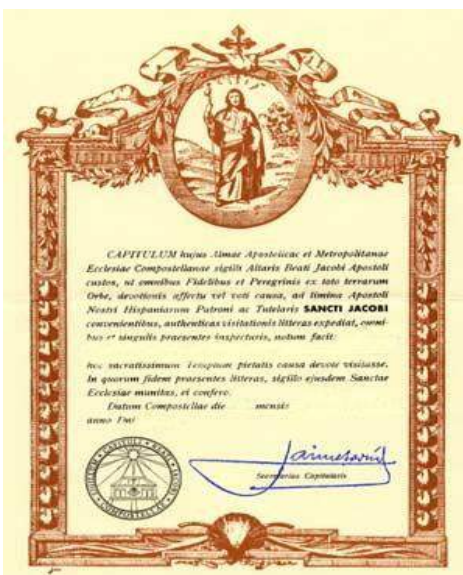 CAPITULUM hujus Almae Apostolicae et Metropolitanae
Ecclesiae Compostellanae sigilli Altaris Beati Jacobi Apostoli
custos, ut omnibus Fidelibus et Peregrinis ex toto terrarum
Orbe, devotionis affectu vel voti causa, ad limina Apostoli
Nostri Hispaniarum Patroni ac Tutelaris SANCTI JACOBI
convenientibus, authenticas visitationis litteras expediat, omni-
bus et singulis praesentes inspecturis, notum facit:
hoc sacratissimum Templum pietatis causa devote visitasse.
In quorum fidem praesentes litteras, sigillo ejusdem Sanctae
Ecclesiae munitas, ei confero.
Datum Compostellae die mensis
anno Dni
Secretarius Capitularis